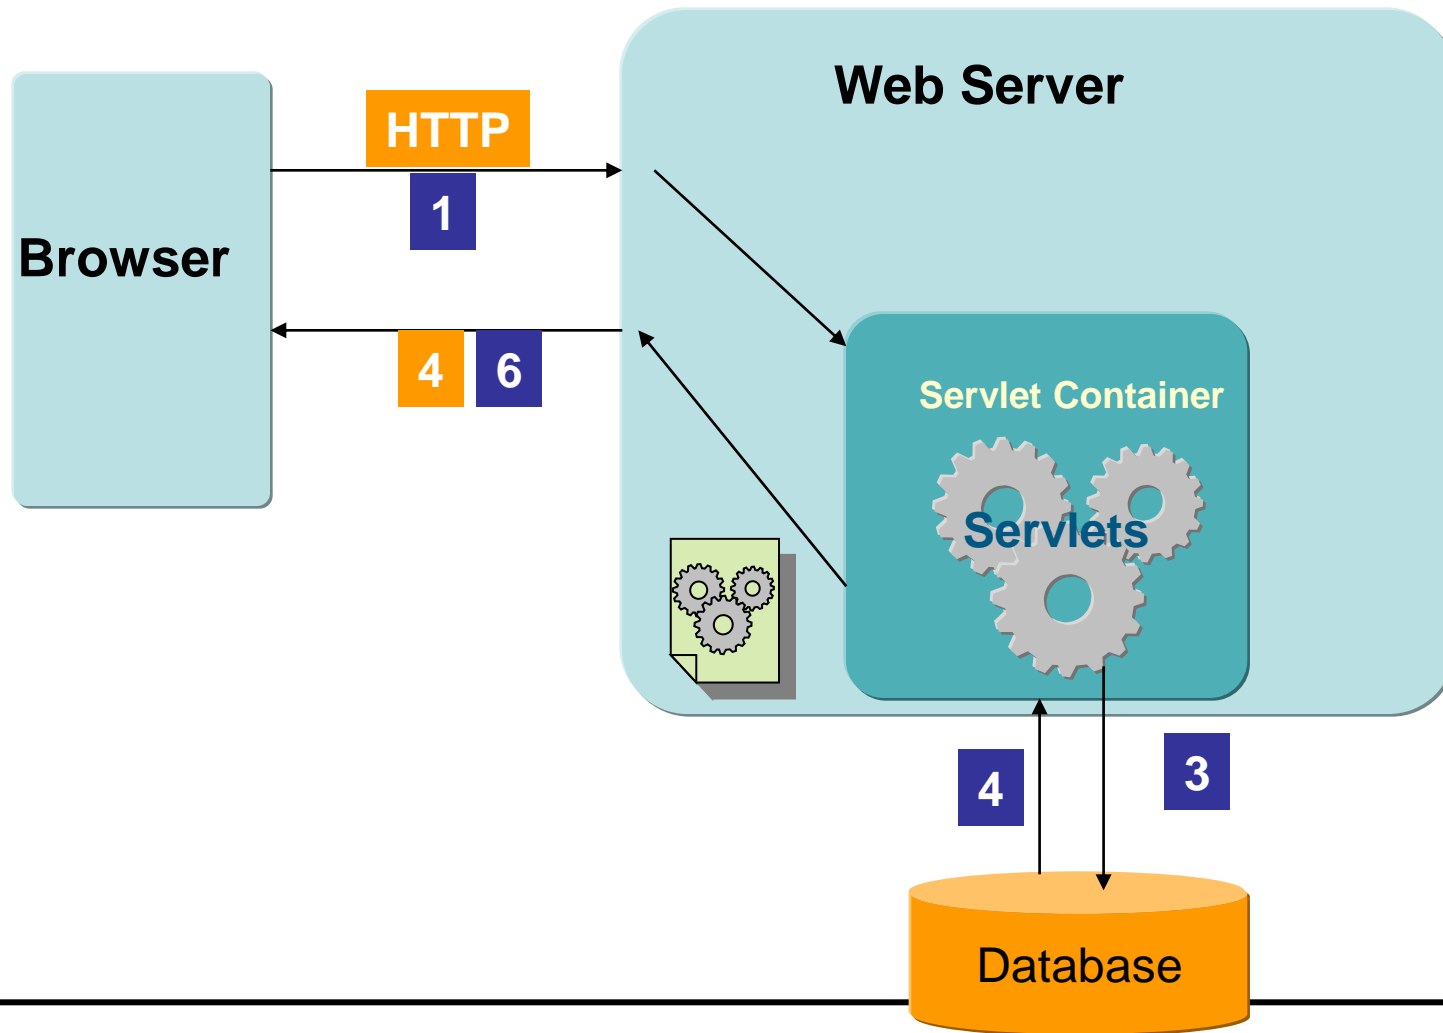 Web Server
HTTP
1
Browser
4 6
Servlet Container
Servlets
4
3
Database